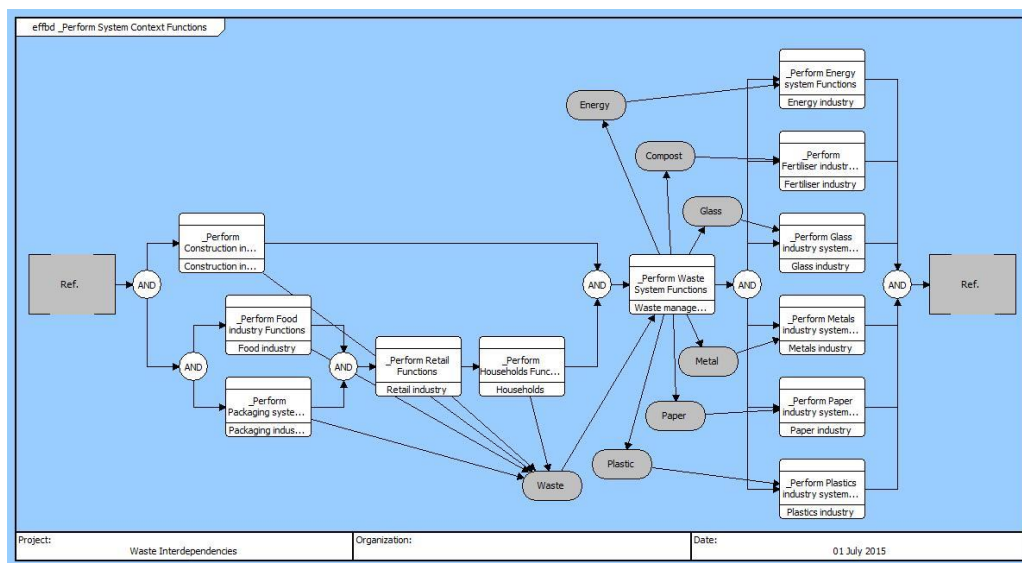 effbd _Perform System Context Functions
Ref.
AND
_Perform
Construction in...
Construction in...
AND
_Perform Food
industry Functions
Food industry
_Perform
Packaging syste...
Packaging indus...
AND
_Perform Retail
Functions
Retail industry
_Perform
Households Func...
Households
Waste
AND
_Perform Waste
System Functions
Waste manage...
Energy
Compost
Glass
Metal
Paper
Plastic
AND
_Perform Energy
system Functions
Energy industry
_Perform
Fertiliser industr...
Fertiliser industry
_Perform Glass
industry system...
Glass industry
_Perform Metals
industry system...
Metals industry
_Perform Paper
industry system...
Paper industry
_Perform Plastics
industry system...
Plastics industry
AND
Ref.
Project:
Waste Interdependencies
Organization:
Date:
01 July 2015